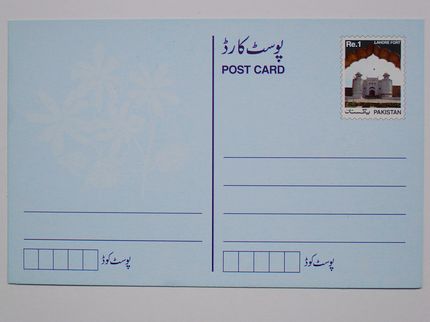 پوسٹ کارڈ
POST CARD
Re.1 LAHORE FORT
پاکستان PAKISTAN
پوسٹ کوڈ
پوسٹ کوڈ